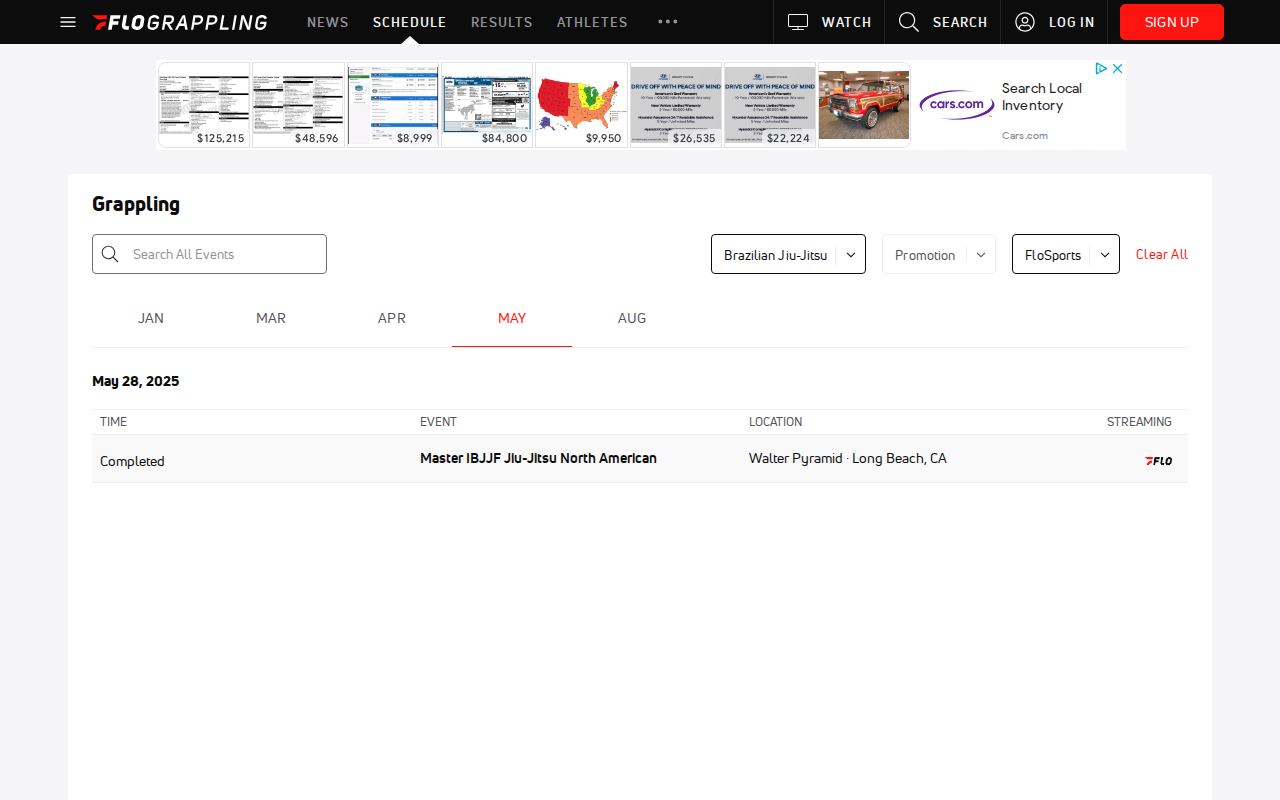 FLOGRAPPLING
NEWS
SCHEDULE
RESULTS
ATHLETES
WATCH
SEARCH
LOG IN
SIGN UP
$125,215
$48,596
$8,999
$84,800
$9,950
DRIVE OFF WITH PEACE OF MIND
$26,535
DRIVE OFF WITH PEACE OF MIND
$22,224
cars.com
Search Local
Inventory
Cars.com
Grappling
Search All Events
Brazilian Jiu-Jitsu
Promotion
FloSports
Clear All
JAN
MAR
APR
MAY
AUG
May 28, 2025
TIME
EVENT
LOCATION
STREAMING
Completed
Master IBJJF Jiu-Jitsu North American
Walter Pyramid · Long Beach, CA
FLO